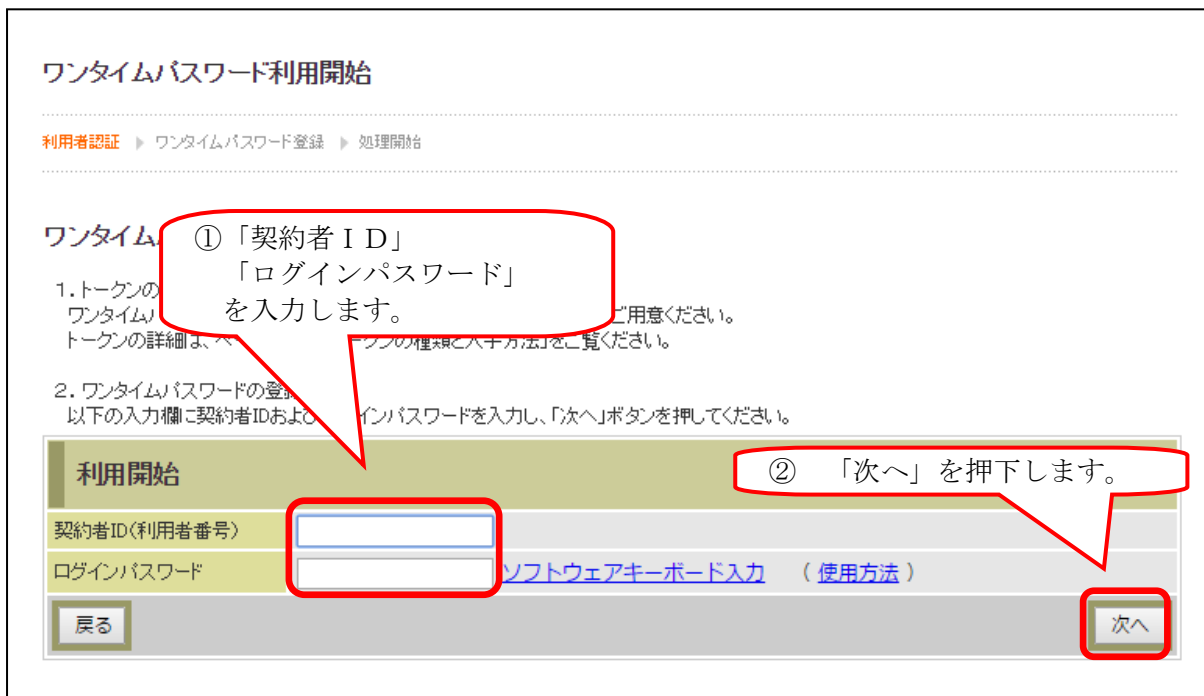 ワンタイムパスワード利用開始
利用者認証 ▶ ワンタイムパスワード登録 ▶ 処理開始
ワンタイム
①「契約者ＩＤ」
「ログインパスワード」
を入力します。
1.トークンの
ワンタイム
ご用意ください。
トークンの詳細は、
トークンの種類と入手方法」をご覧ください。
2.ワンタイムパスワードの登録
以下の入力欄に契約者IDおよ
インパスワードを入力し、「次へ」ボタンを押してください。
利用開始
② 「次へ」を押下します。
契約者ID(利用者番号)
ログインパスワード
ソフトウェアキーボード入力 （使用方法）
戻る
次へ